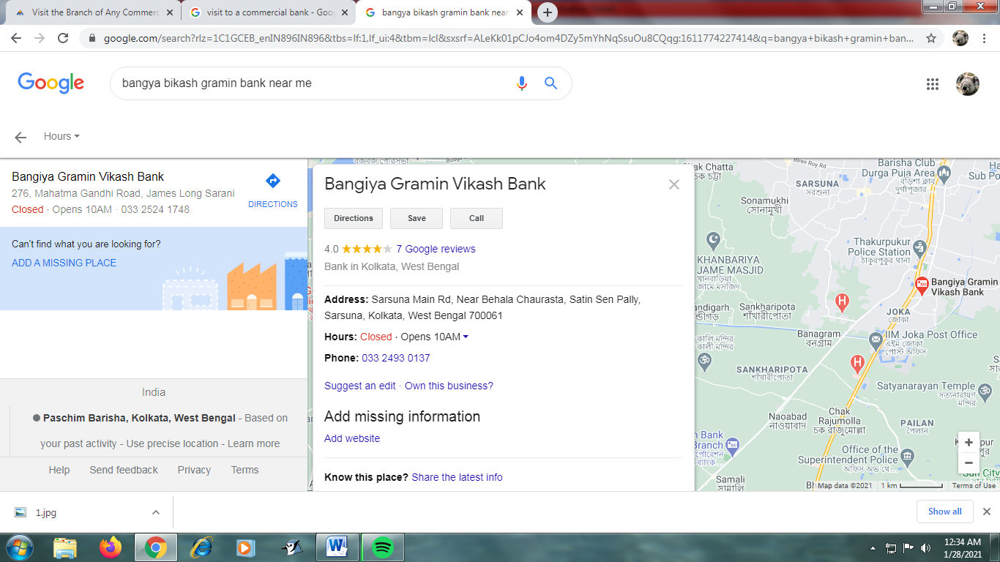 Visit the Branch of Any Commerc
visit to a commercial bank - Goo
bangya bikash gramin bank near
google.com/search?rlz=1C1GCEB_enIN896IN896&tbs=lf:1,lf_ui:4&tbm=lcl&sxsrf=ALeKk01pCJo4om4DZy5mYhNqSsuOu8CQqg:1611774227414&q=bangya+bikash+gramin+ban...
Google
bangya bikash gramin bank near me
Hours
Bangiya Gramin Vikash Bank
276, Mahatma Gandhi Road, James Long Sarani
Closed · Opens 10AM · 033 2524 1748
DIRECTIONS
Can't find what you are looking for?
ADD A MISSING PLACE
India
Paschim Barisha, Kolkata, West Bengal - Based on
your past activity - Use precise location - Learn more
Help Send feedback Privacy Terms
Bangiya Gramin Vikash Bank
Directions Save Call
4.0 7 Google reviews
Bank in Kolkata, West Bengal
Address: Sarsuna Main Rd, Near Behala Chaurasta, Satin Sen Pally,
Sarsuna, Kolkata, West Bengal 700061
Hours: Closed · Opens 10AM
Phone: 033 2493 0137
Suggest an edit · Own this business?
Add missing information
Add website
Know this place? Share the latest info
Chatta
চক চট্টা
Biren Roy Rd
SARSUNA
সরশুনা
Barisha Club
Durga Puja Area
Hari
Sub Po
Sonamukhi
সোনামুখী
Thakurpukur
Police Station
ঠাকুরপুকুর থানা
KHANBARIYA
JAME MASJID
খানবাড়িয়া
জামে মসজিদ
Bangiya Gramin
Vikash Bank
Sankharipota
শাঁখারিপোতা
JOKA
জোকা
Banagram
বনগ্রাম
IIM Joka Post Office
এইম জোকা
পোস্ট অফিস
কালি মন্দির
কালী মন্দির
SANKHARIPOTA
শাঁখারিপোতা
Satyanarayan Temple
সত্যনারায়ণ
মন্দির
Naoabad
নাওয়াবাদ
Chak
Rajumolla
চক রাজুমোল্লা
PAILAN
পৈলান
n Bank
Branch
Office of the
Superintendent Police
Samali
সামালি
Sun City
Map data ©2021 1 km Terms of Use
1.jpg
Show all
12:34 AM
1/28/2021